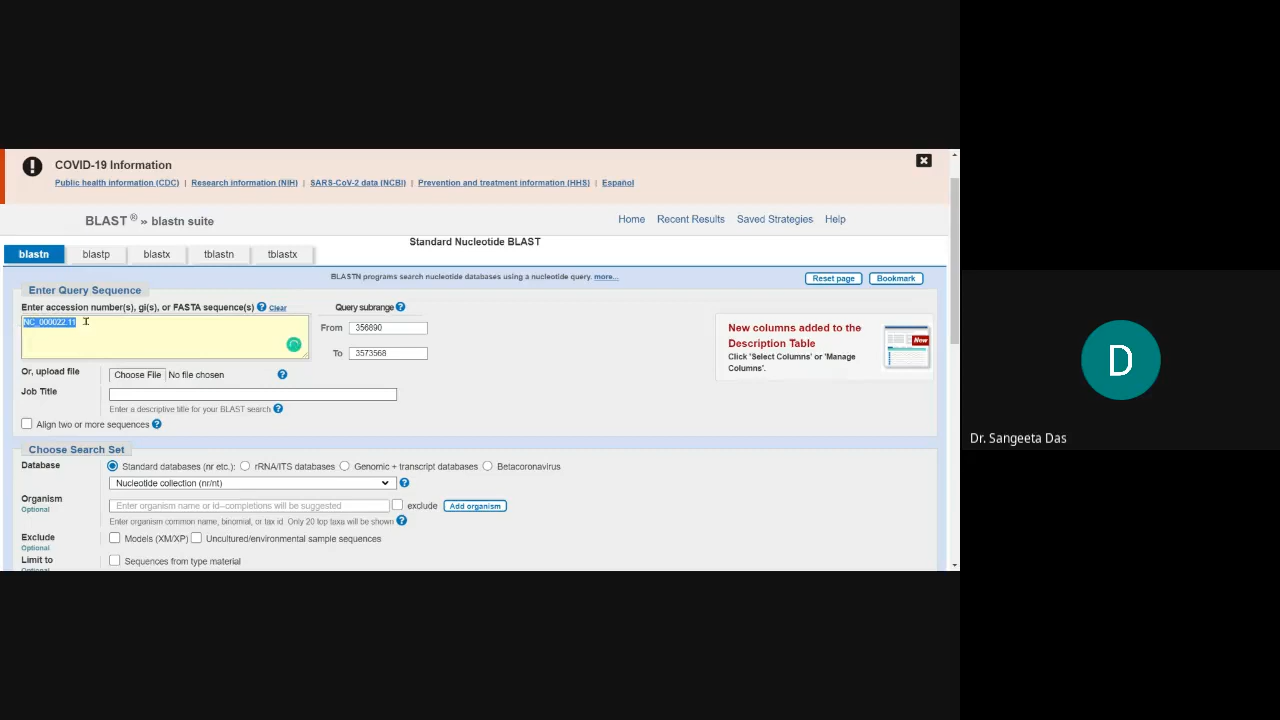 COVID-19 Information
Public health information (CDC) | Research information (NIH) | SARS-CoV-2 data (NCBI) | Prevention and treatment information (HHS) | Español
BLAST ® » blastn suite
Home Recent Results Saved Strategies Help
Standard Nucleotide BLAST
blastn blastp blastx tblastn tblastx
BLASTN programs search nucleotide databases using a nucleotide query. more...
Reset page Bookmark
Enter Query Sequence
Enter accession number(s), gi(s), or FASTA sequence(s) ? Clear Query subrange ?
NC_000022.11
From 356890
To 3573568
New columns added to the
Description Table
Click 'Select Columns' or 'Manage
Columns'.
New
Or, upload file Choose File No file chosen ?
Job Title
Enter a descriptive title for your BLAST search ?
Align two or more sequences ?
Choose Search Set
Database Standard databases (nr etc.): rRNA/ITS databases Genomic + transcript databases Betacoronavirus
Nucleotide collection (nr/nt) ?
Organism
Optional
Enter organism name or id--completions will be suggested exclude Add organism
Enter organism common name, binomial, or tax id. Only 20 top taxa will be shown ?
Exclude
Optional
Models (XM/XP) Uncultured/environmental sample sequences
Limit to
Optional
Sequences from type material
D
Dr. Sangeeta Das